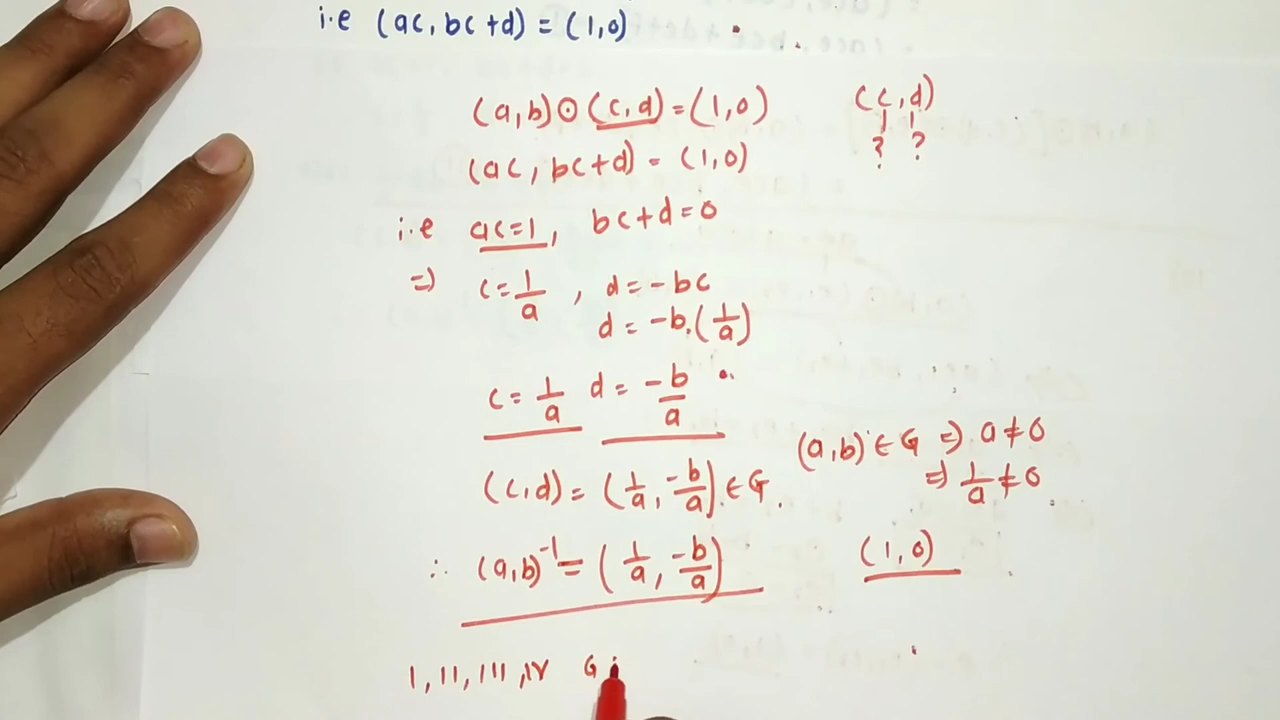 i.e (ac, bc+d) = (1,0)
(a,b)⊙(c,d)=(1,0)
(c,d)
? ?
(ac, bc+d) = (1,0)
i.e ac=1, bc+d=0
=) c=1/a , d=-bc
d=-b.(1/a)
c=1/a d=-b/a
(a,b) ∈ G =) a≠0
=) 1/a ≠0
(c,d)=(1/a, -b/a) ∈ G.
∴ (a,b)^-1 = (1/a, -b/a)
(1,0)
I, II, III, IV G